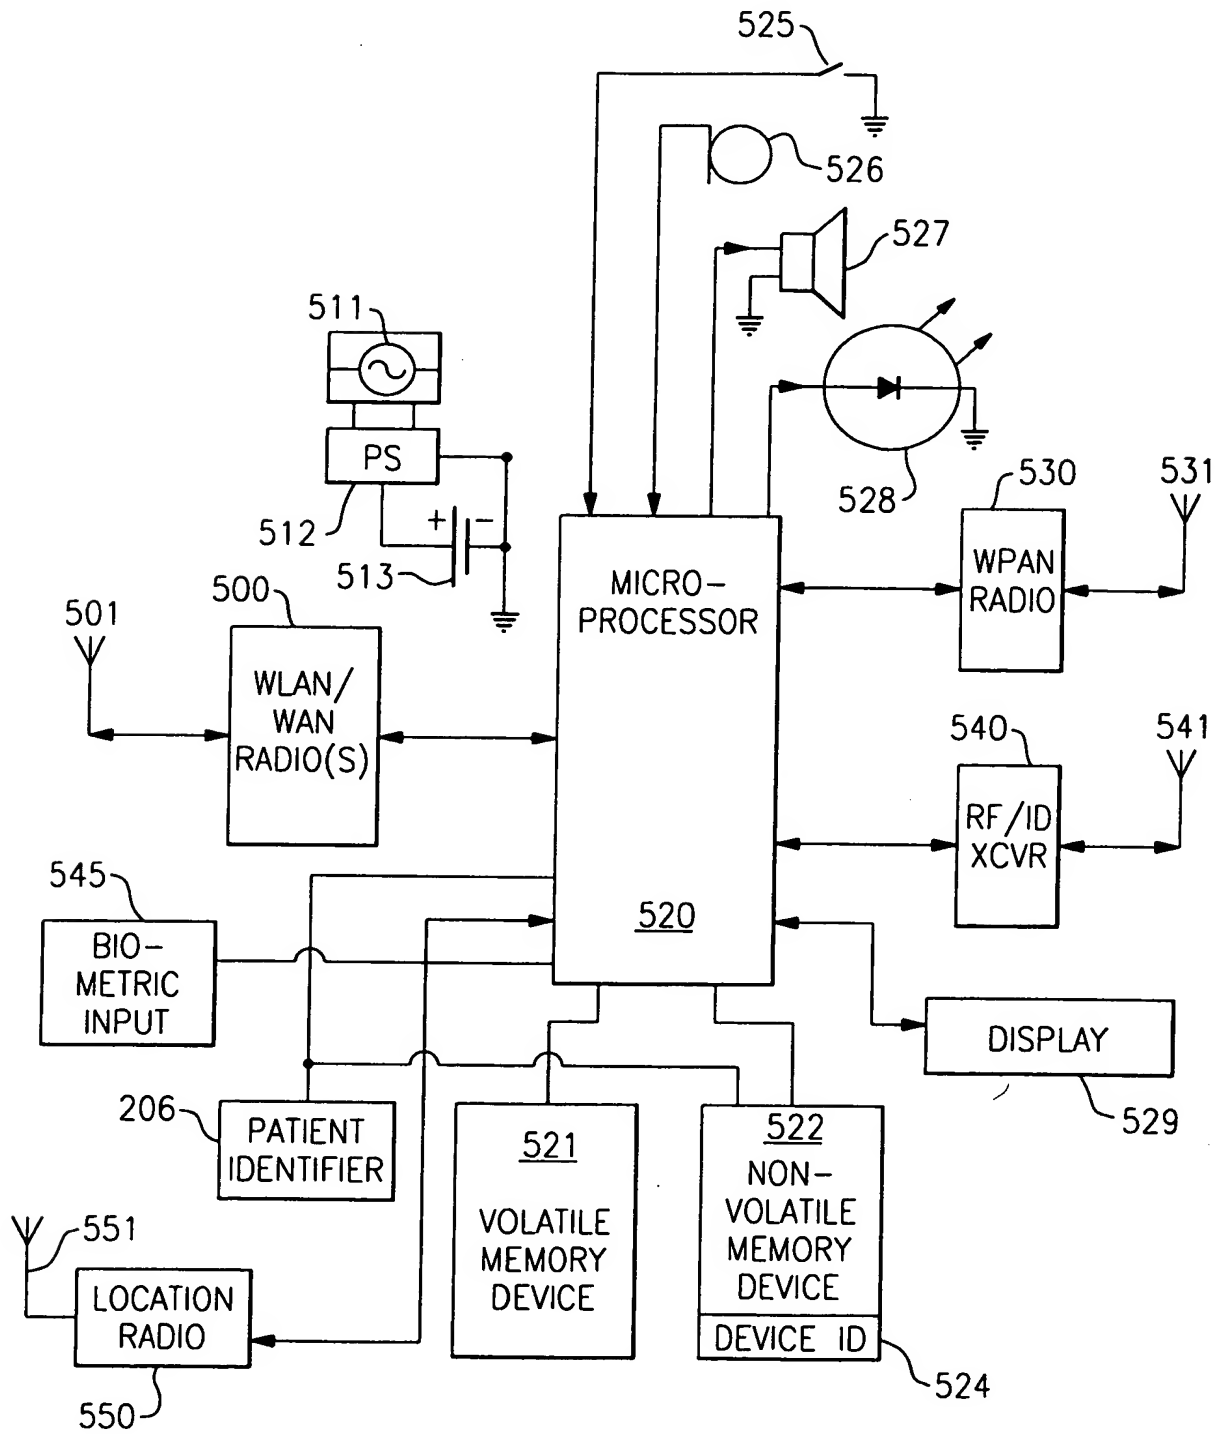 525
526
527
511
PS
512
+
−
513
528
530
531
WPAN
RADIO
MICRO-
PROCESSOR
520
501
500
WLAN/
WAN
RADIO(S)
540
541
RF/ID
XCVR
545
BIO-
METRIC
INPUT
DISPLAY
529
206
PATIENT
IDENTIFIER
521
VOLATILE
MEMORY
DEVICE
522
NON-
VOLATILE
MEMORY
DEVICE
DEVICE ID
524
551
LOCATION
RADIO
550